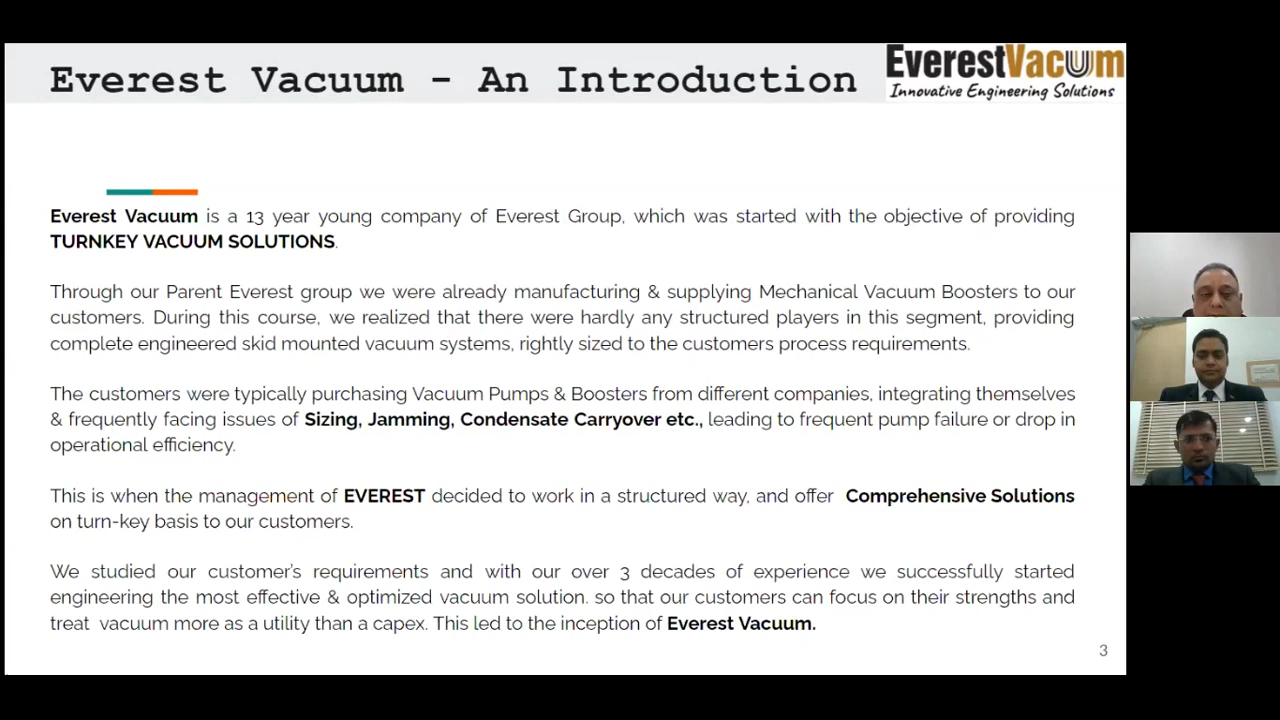 Everest Vacuum - An Introduction
EverestVacuum
Innovative Engineering Solutions
Everest Vacuum is a 13 year young company of Everest Group, which was started with the objective of providing
TURNKEY VACUUM SOLUTIONS.
Through our Parent Everest group we were already manufacturing & supplying Mechanical Vacuum Boosters to our
customers. During this course, we realized that there were hardly any structured players in this segment, providing
complete engineered skid mounted vacuum systems, rightly sized to the customers process requirements.
The customers were typically purchasing Vacuum Pumps & Boosters from different companies, integrating themselves
& frequently facing issues of Sizing, Jamming, Condensate Carryover etc., leading to frequent pump failure or drop in
operational efficiency.
This is when the management of EVEREST decided to work in a structured way, and offer Comprehensive Solutions
on turn-key basis to our customers.
We studied our customer's requirements and with our over 3 decades of experience we successfully started
engineering the most effective & optimized vacuum solution. so that our customers can focus on their strengths and
treat vacuum more as a utility than a capex. This led to the inception of Everest Vacuum.
3